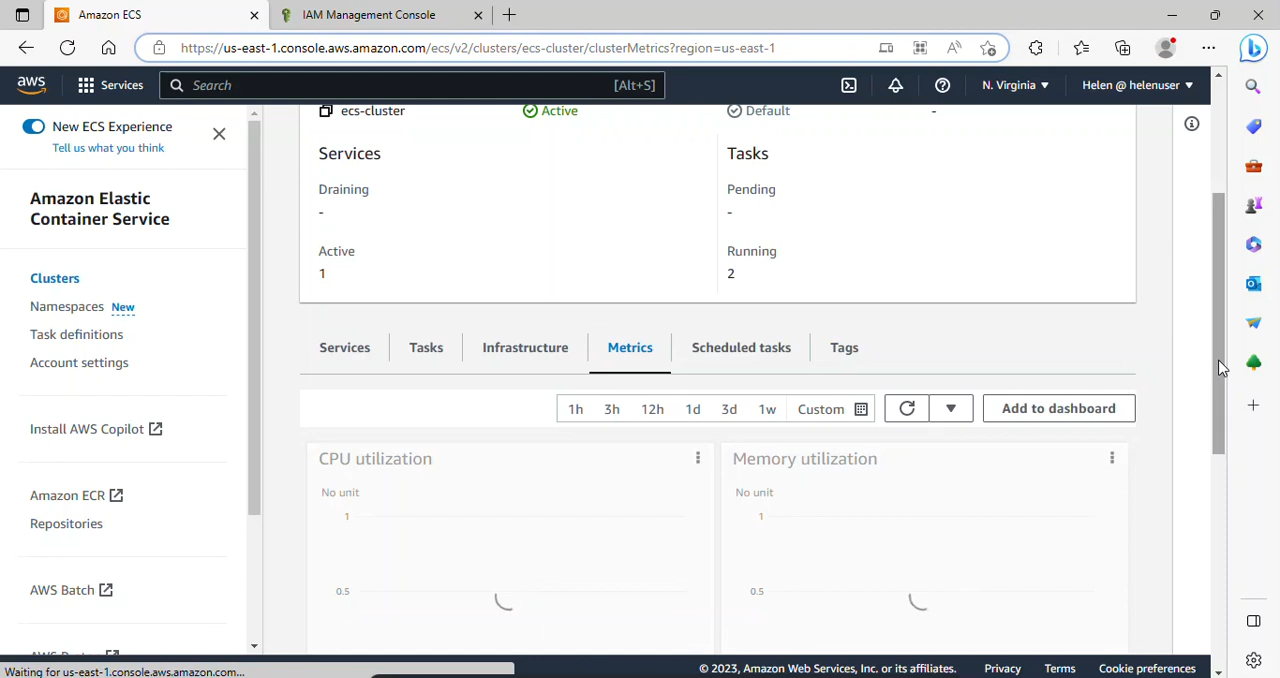 Amazon ECS
IAM Management Console
https://us-east-1.console.aws.amazon.com/ecs/v2/clusters/ecs-cluster/clusterMetrics?region=us-east-1
aws
Services
Search
[Alt+S]
N. Virginia
Helen @ helenuser
New ECS Experience
Tell us what you think
Amazon Elastic
Container Service
Clusters
Namespaces New
Task definitions
Account settings
Install AWS Copilot
Amazon ECR
Repositories
AWS Batch
ecs-cluster
Active
Default
-
Services
Tasks
Draining
Pending
-
-
Active
Running
1
2
Services
Tasks
Infrastructure
Metrics
Scheduled tasks
Tags
1h
3h
12h
1d
3d
1w
Custom
Add to dashboard
CPU utilization
Memory utilization
No unit
No unit
1
1
0.5
0.5
Waiting for us-east-1.console.aws.amazon.com...
© 2023, Amazon Web Services, Inc. or its affiliates.
Privacy
Terms
Cookie preferences